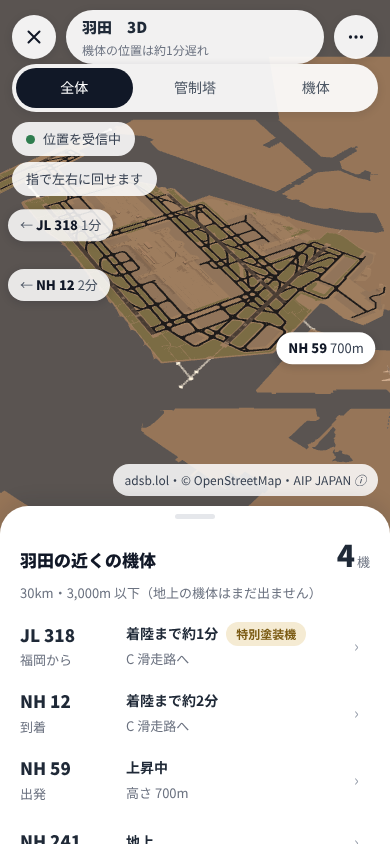 羽田 3D
機体の位置は約1分遅れ
全体 管制塔 機体
位置を受信中
指で左右に回せます
← JL 318 1分
← NH 12 2分
NH 59 700m
adsb.lol・© OpenStreetMap・AIP JAPAN ⓘ
羽田の近くの機体 4機
30km・3,000m 以下（地上の機体はまだ出ません）
JL 318 着陸まで約1分 特別塗装機
福岡から C 滑走路へ
NH 12 着陸まで約2分
到着 C 滑走路へ
NH 59 上昇中
出発 高さ 700m
NH 241 地上